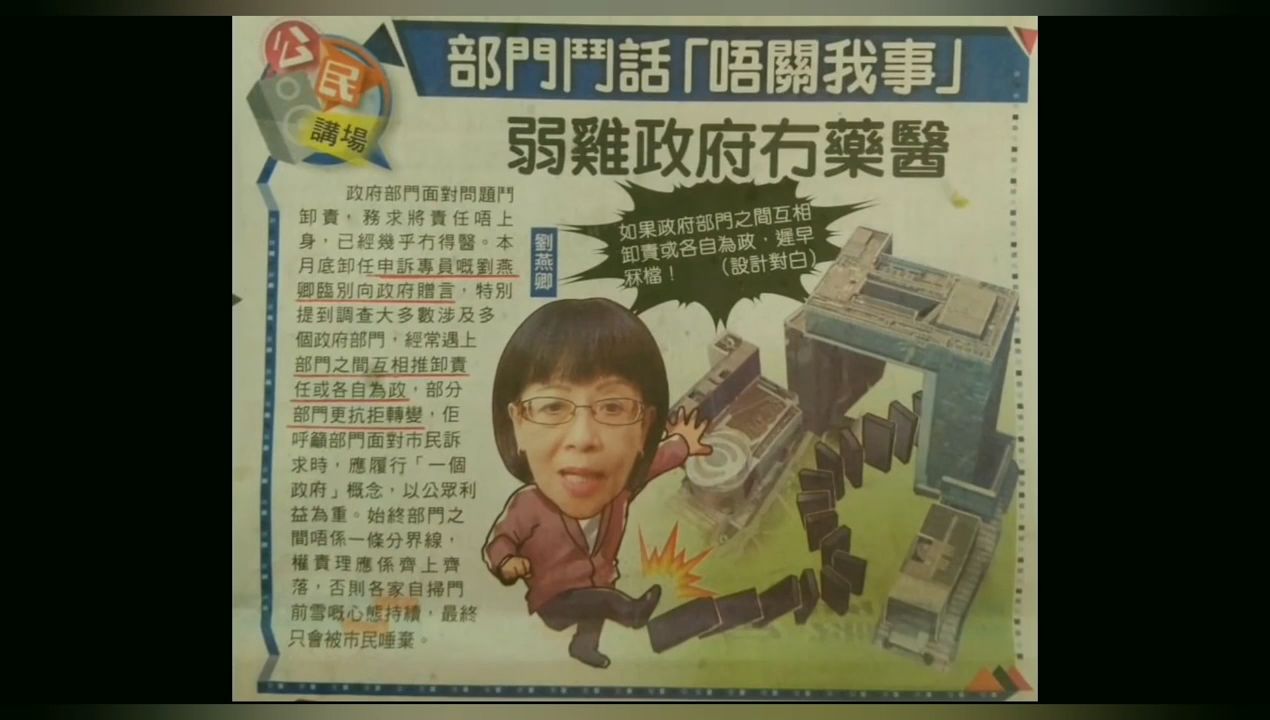 公民
講場
部門鬥話「唔關我事」
弱雞政府冇藥醫
政府部門面對問題鬥
卸責，務求將責任唔上
身，已經幾乎冇得醫。本
月底卸任申訴專員嘅劉燕
卿臨別向政府贈言，特別
提到調查大多數涉及多
個政府部門，經常遇上
部門之間互相推卸責
任或各自為政，部分
部門更抗拒轉變，佢
呼籲部門面對市民訴
求時，應履行「一個
政府」概念，以公眾利
益為重。始終部門之
間唔係一條分界線，
權責理應係齊上齊
落，否則各家自掃門
前雪嘅心態持續，最終
只會被市民唾棄。
劉燕卿
如果政府部門之間互相
卸責或各自為政，遲早
冧檔！（設計對白）